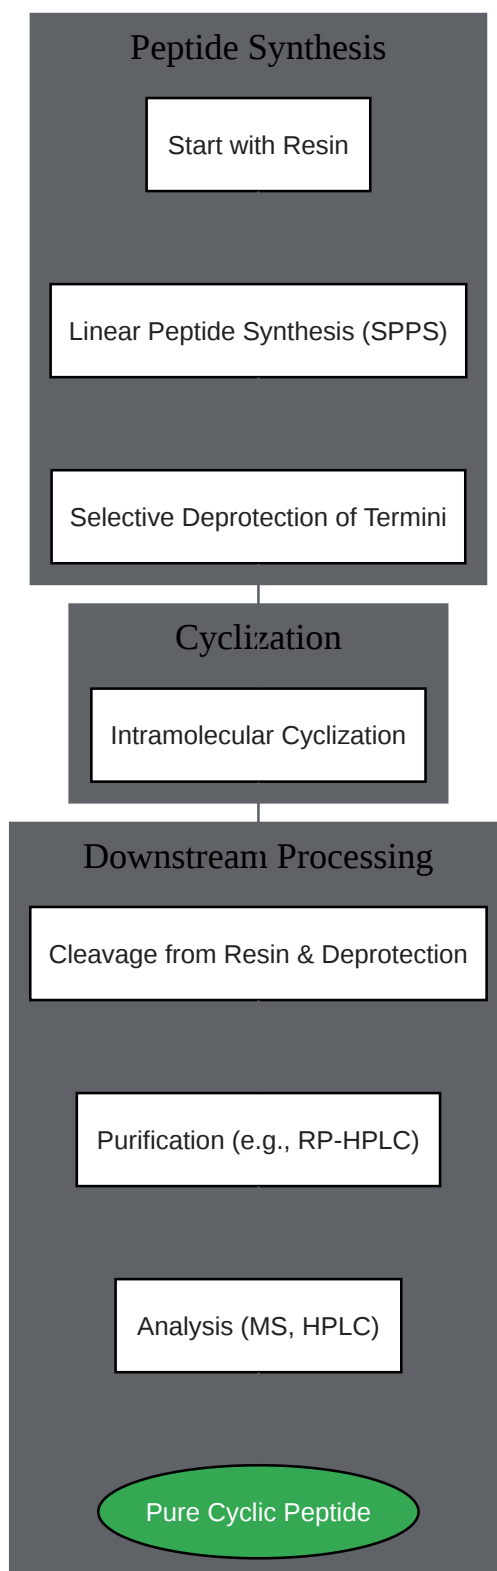 Peptide Synthesis
Start with Resin
Linear Peptide Synthesis (SPPS)
Selective Deprotection of Termini
Cyclization
Intramolecular Cyclization
Downstream Processing
Cleavage from Resin & Deprotection
Purification (e.g., RP-HPLC)
Analysis (MS, HPLC)
Pure Cyclic Peptide